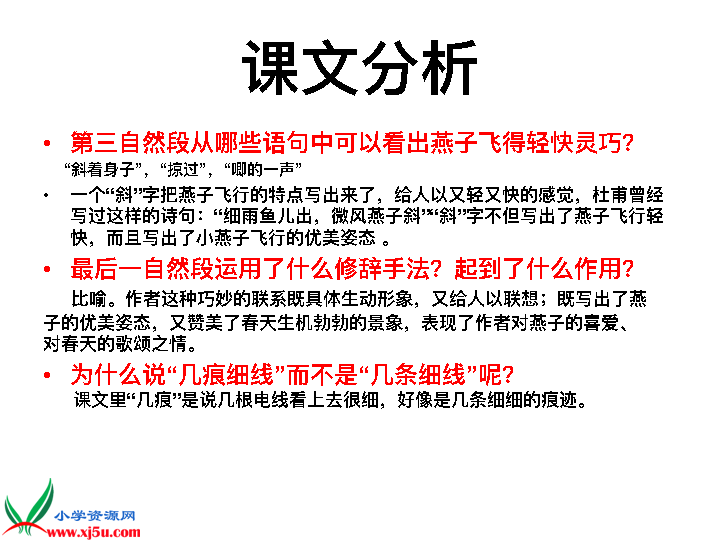 课文分析
• 第三自然段从哪些语句中可以看出燕子飞得轻快灵巧？
“斜着身子”，“掠过”，“唧的一声”
• 一个“斜”字把燕子飞行的特点写出来了，给人以又轻又快的感觉，杜甫曾经
写过这样的诗句：“细雨鱼儿出，微风燕子斜”“斜”字不但写出了燕子飞行轻
快，而且写出了小燕子飞行的优美姿态 。
• 最后一自然段运用了什么修辞手法？起到了什么作用？
比喻。作者这种巧妙的联系既具体生动形象，又给人以联想；既写出了燕
子的优美姿态，又赞美了春天生机勃勃的景象，表现了作者对燕子的喜爱、
对春天的歌颂之情。
• 为什么说“几痕细线”而不是“几条细线”呢？
课文里“几痕”是说几根电线看上去很细，好像是几条细细的痕迹。
小学资源网
www.xj5u.com